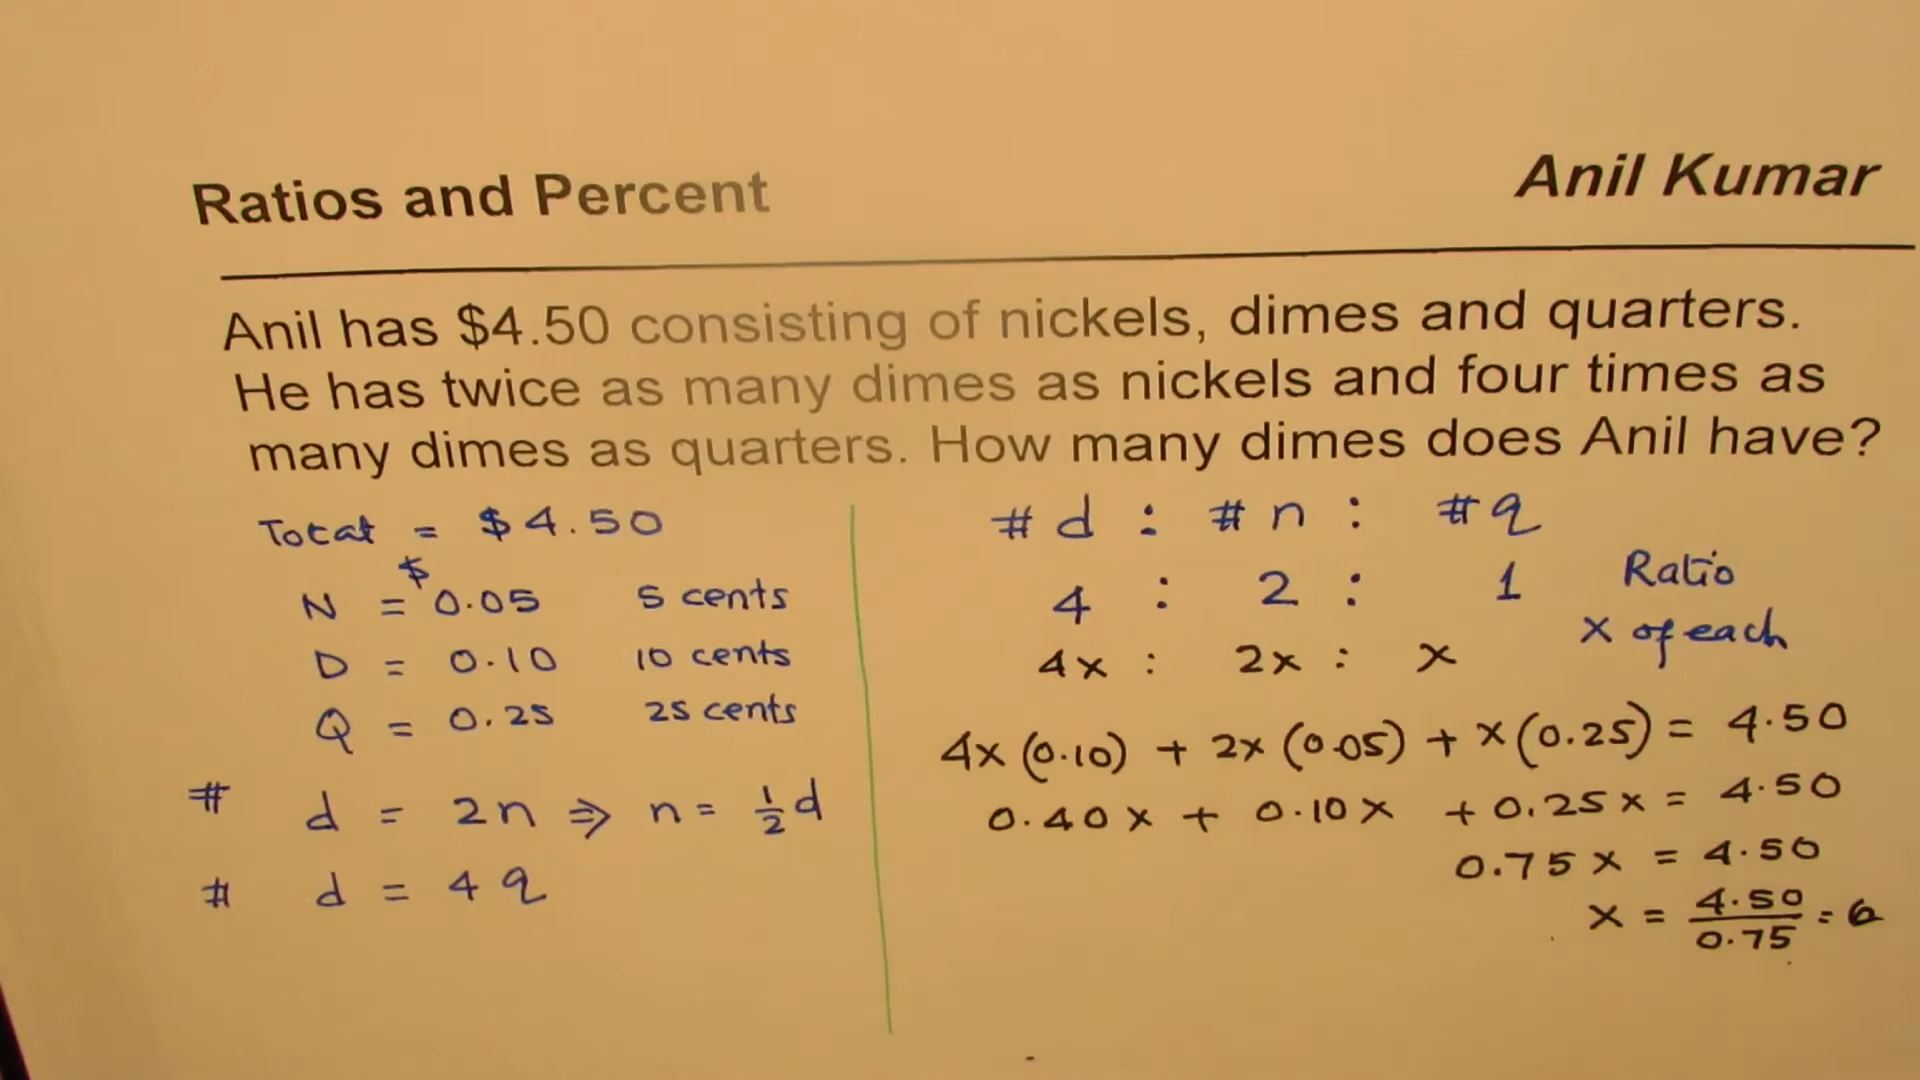 Ratios and Percent
Anil Kumar
Anil has $4.50 consisting of nickels, dimes and quarters.
He has twice as many dimes as nickels and four times as
many dimes as quarters. How many dimes does Anil have?
Total = $4.50
N = $0.05 5 cents
D = 0.10 10 cents
Q = 0.25 25 cents
# d = 2n ⇒ n = 1/2 d
# d = 4q
#d : #n : #q
4 : 2 : 1 Ratio
4x : 2x : x x of each
4x (0.10) + 2x (0.05) + x (0.25) = 4.50
0.40x + 0.10x + 0.25x = 4.50
0.75x = 4.50
x = 4.50/0.75 = 6